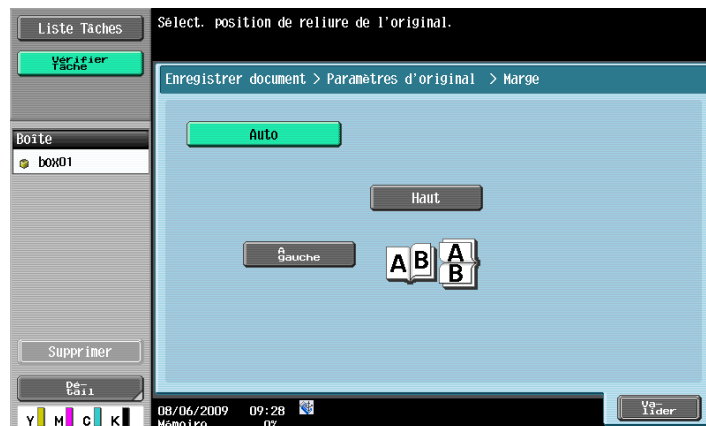 Liste Tâches
Sélect. position de reliure de l'original.
Vérifier
Tâche
Enregistrer document > Paramètres d'original > Marge
Boîte
box01
Auto
Haut
À
gauche
A B
A
B
Supprimer
Dé-
tail
Va-
lider
Y M C K
08/06/2009 09:28
Mémoire 0%